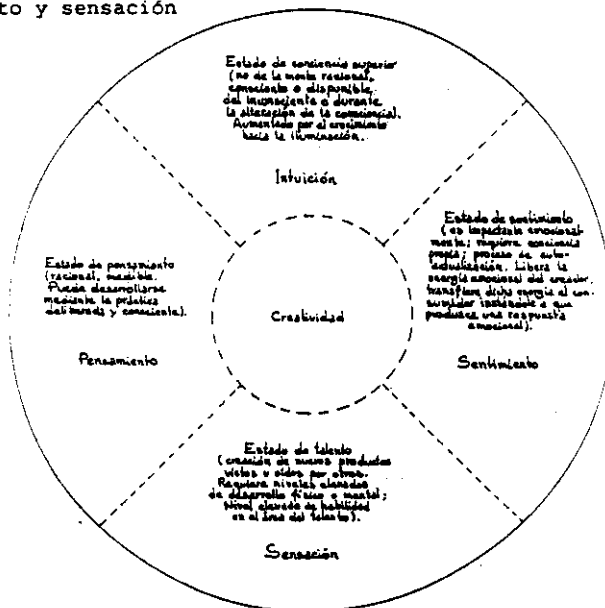 to y sensación
Estado de conciencia superior
(no de la mente racional,
consciente o disponible,
del inconsciente o durante
la alteración de la consciencia).
Aumentado por el crecimiento
hacia la iluminación.
Intuición
Estado de sentimiento
(es impactante emocional
mente; requiere conciencia
propia; proceso de auto-
actualización. Libera la
energía emocional del creador,
transfiere dicha energía al con-
sumidor instándole a que
produzca una respuesta
emocional).
Sentimiento
Estado de pensamiento
(racional, medible.
Puede desarrollarse
mediante la práctica
deliberada y consciente).
Pensamiento
Creatividad
Estado de talento
(creación de nuevos productos
vistos u oídos por otros.
Requiere niveles elevados
de desarrollo físico o mental;
Nivel elevado de habilidad
en el área del talento).
Sensación